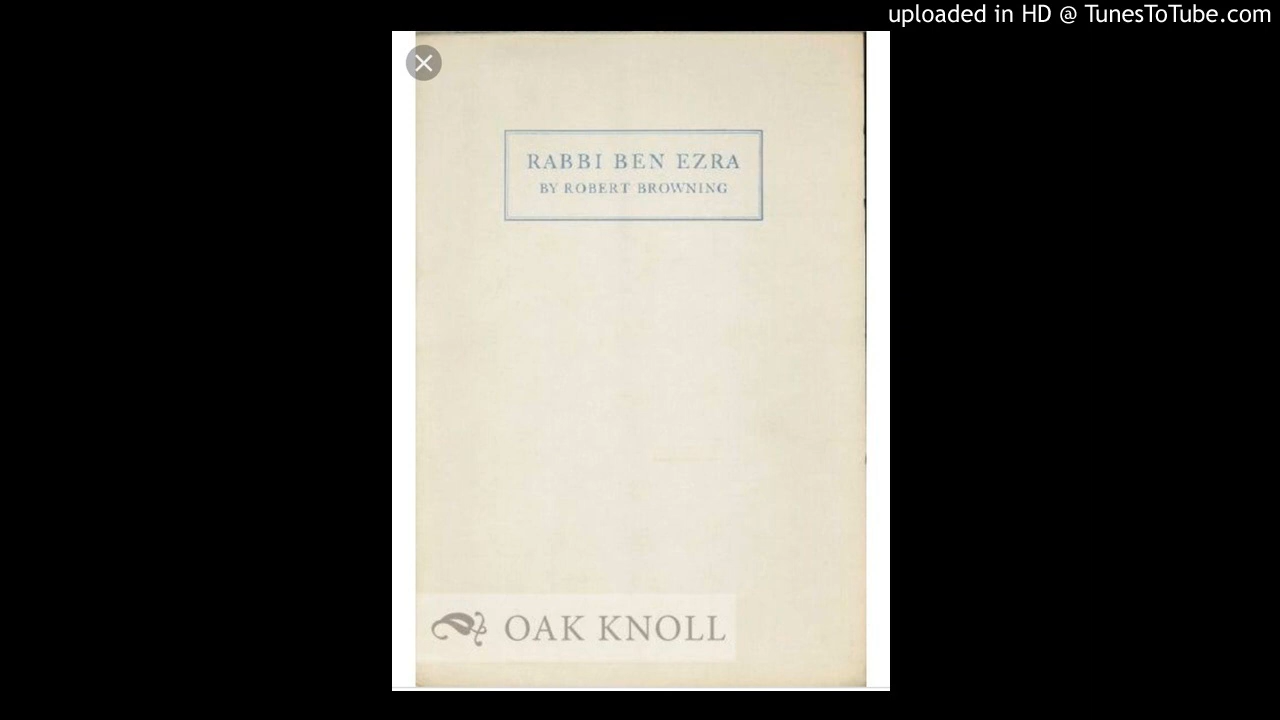 uploaded in HD @ TunesToTube.com
RABBI BEN EZRA
BY ROBERT BROWNING
OAK KNOLL